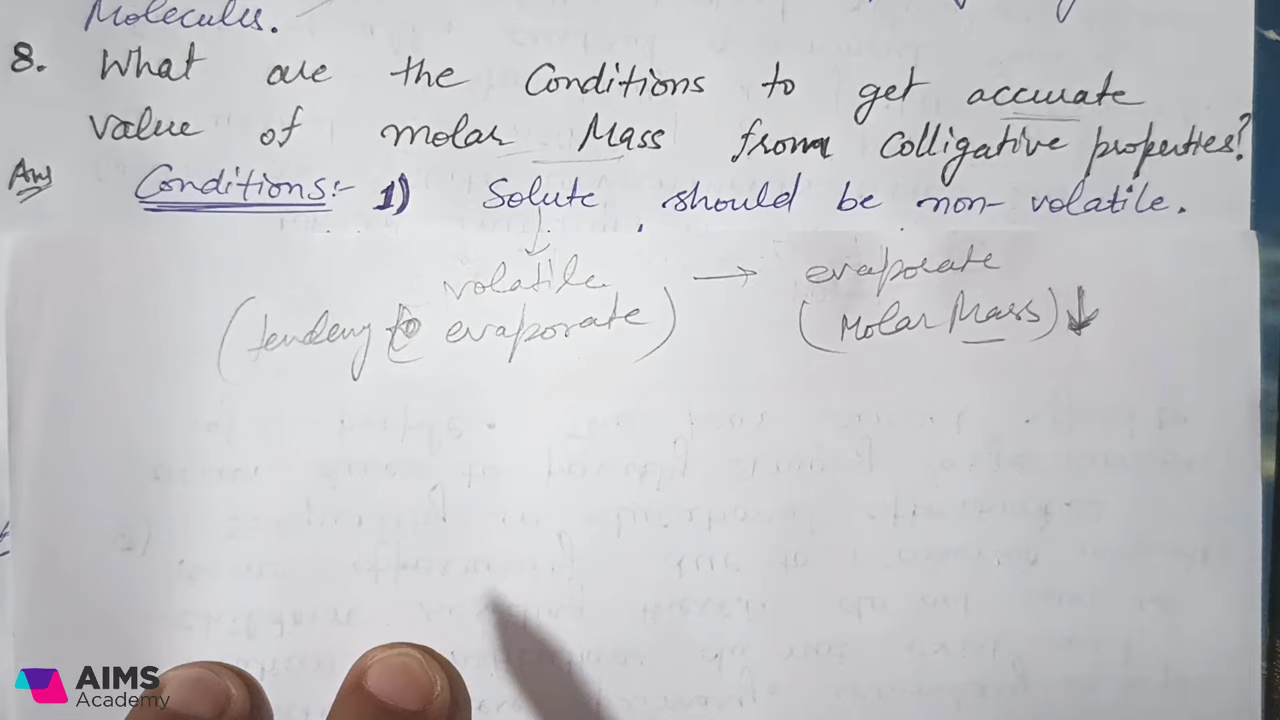 Molecules.
8. What are the Conditions to get accurate
value of molar Mass from colligative properties?
Ans Conditions:- 1) Solute should be non-volatile.
volatile → evaporate
(tendeny to evaporate) (Molar Mass)↓
AIMS
Academy